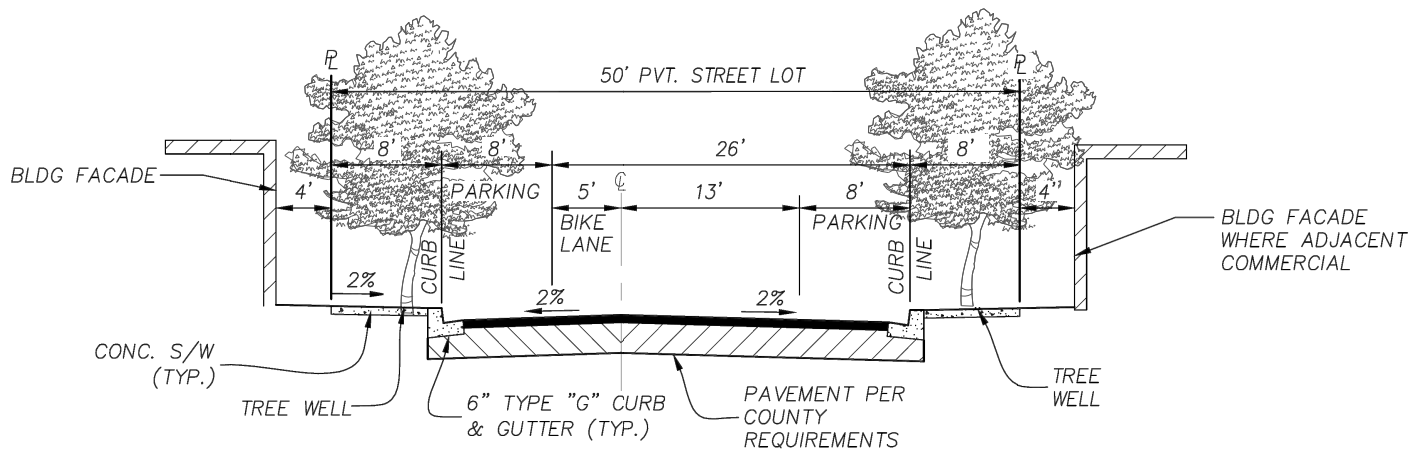 PL
PL
50' PVT. STREET LOT
8'
8'
26'
8'
BLDG FACADE
4'
PARKING
5'
CL
13'
8'
PARKING
4''
BIKE
LANE
CURB
LINE
CURB
LINE
BLDG FACADE
WHERE ADJACENT
COMMERCIAL
2%
2%
2%
CONC. S/W
(TYP.)
TREE WELL
6" TYPE "G" CURB
& GUTTER (TYP.)
PAVEMENT PER
COUNTY
REQUIREMENTS
TREE
WELL